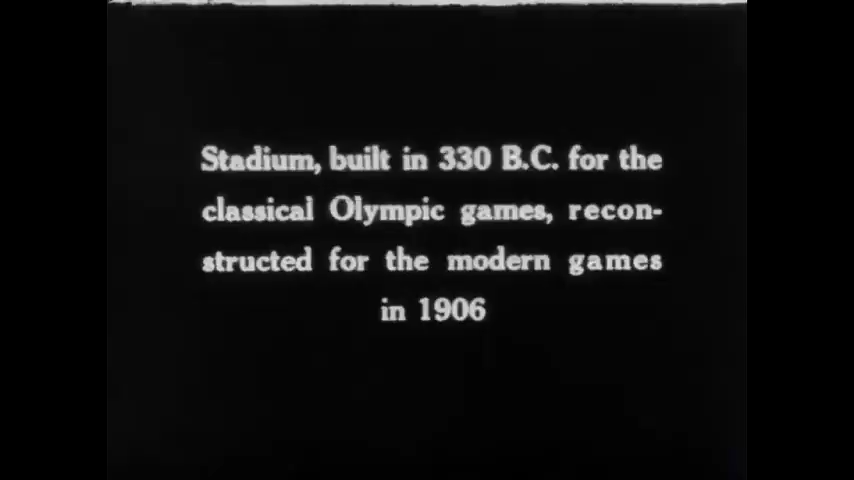 Stadium, built in 330 B.C. for the
classical Olympic games, recon-
structed for the modern games
in 1906